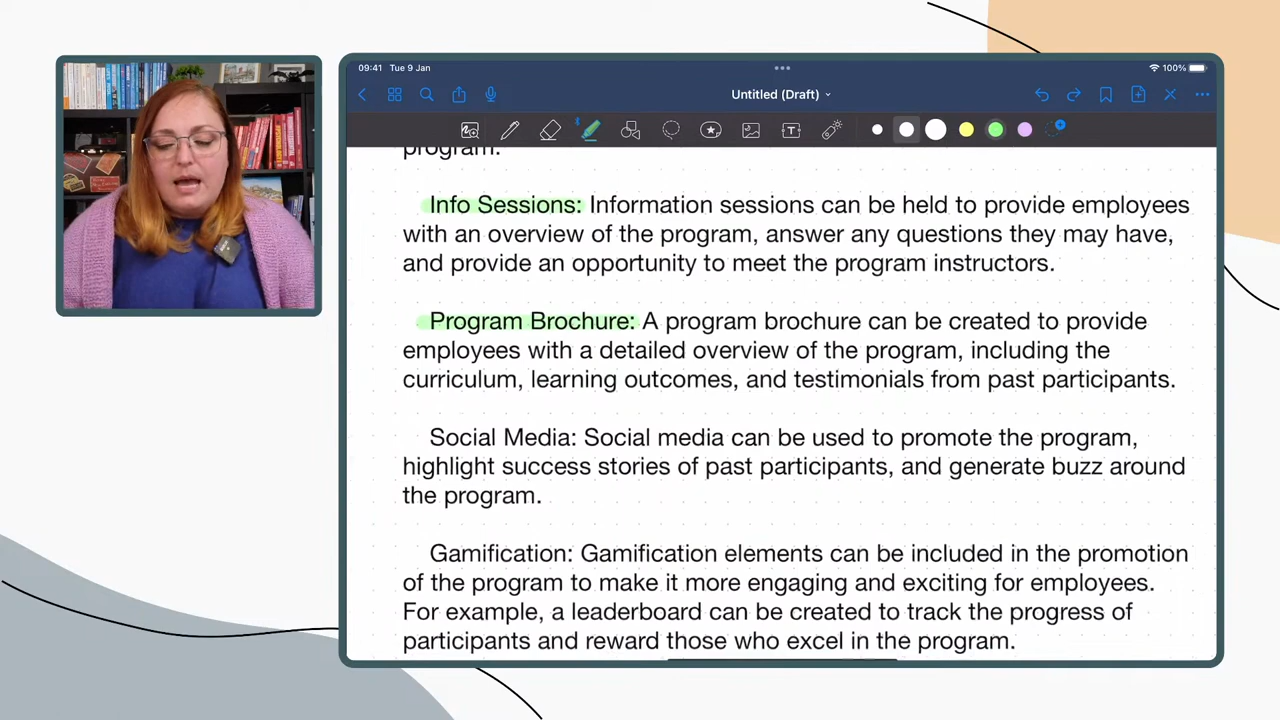 09:41 Tue 9 Jan
100%
Untitled (Draft)
program.
Info Sessions: Information sessions can be held to provide employees
with an overview of the program, answer any questions they may have,
and provide an opportunity to meet the program instructors.
Program Brochure: A program brochure can be created to provide
employees with a detailed overview of the program, including the
curriculum, learning outcomes, and testimonials from past participants.
Social Media: Social media can be used to promote the program,
highlight success stories of past participants, and generate buzz around
the program.
Gamification: Gamification elements can be included in the promotion
of the program to make it more engaging and exciting for employees.
For example, a leaderboard can be created to track the progress of
participants and reward those who excel in the program.